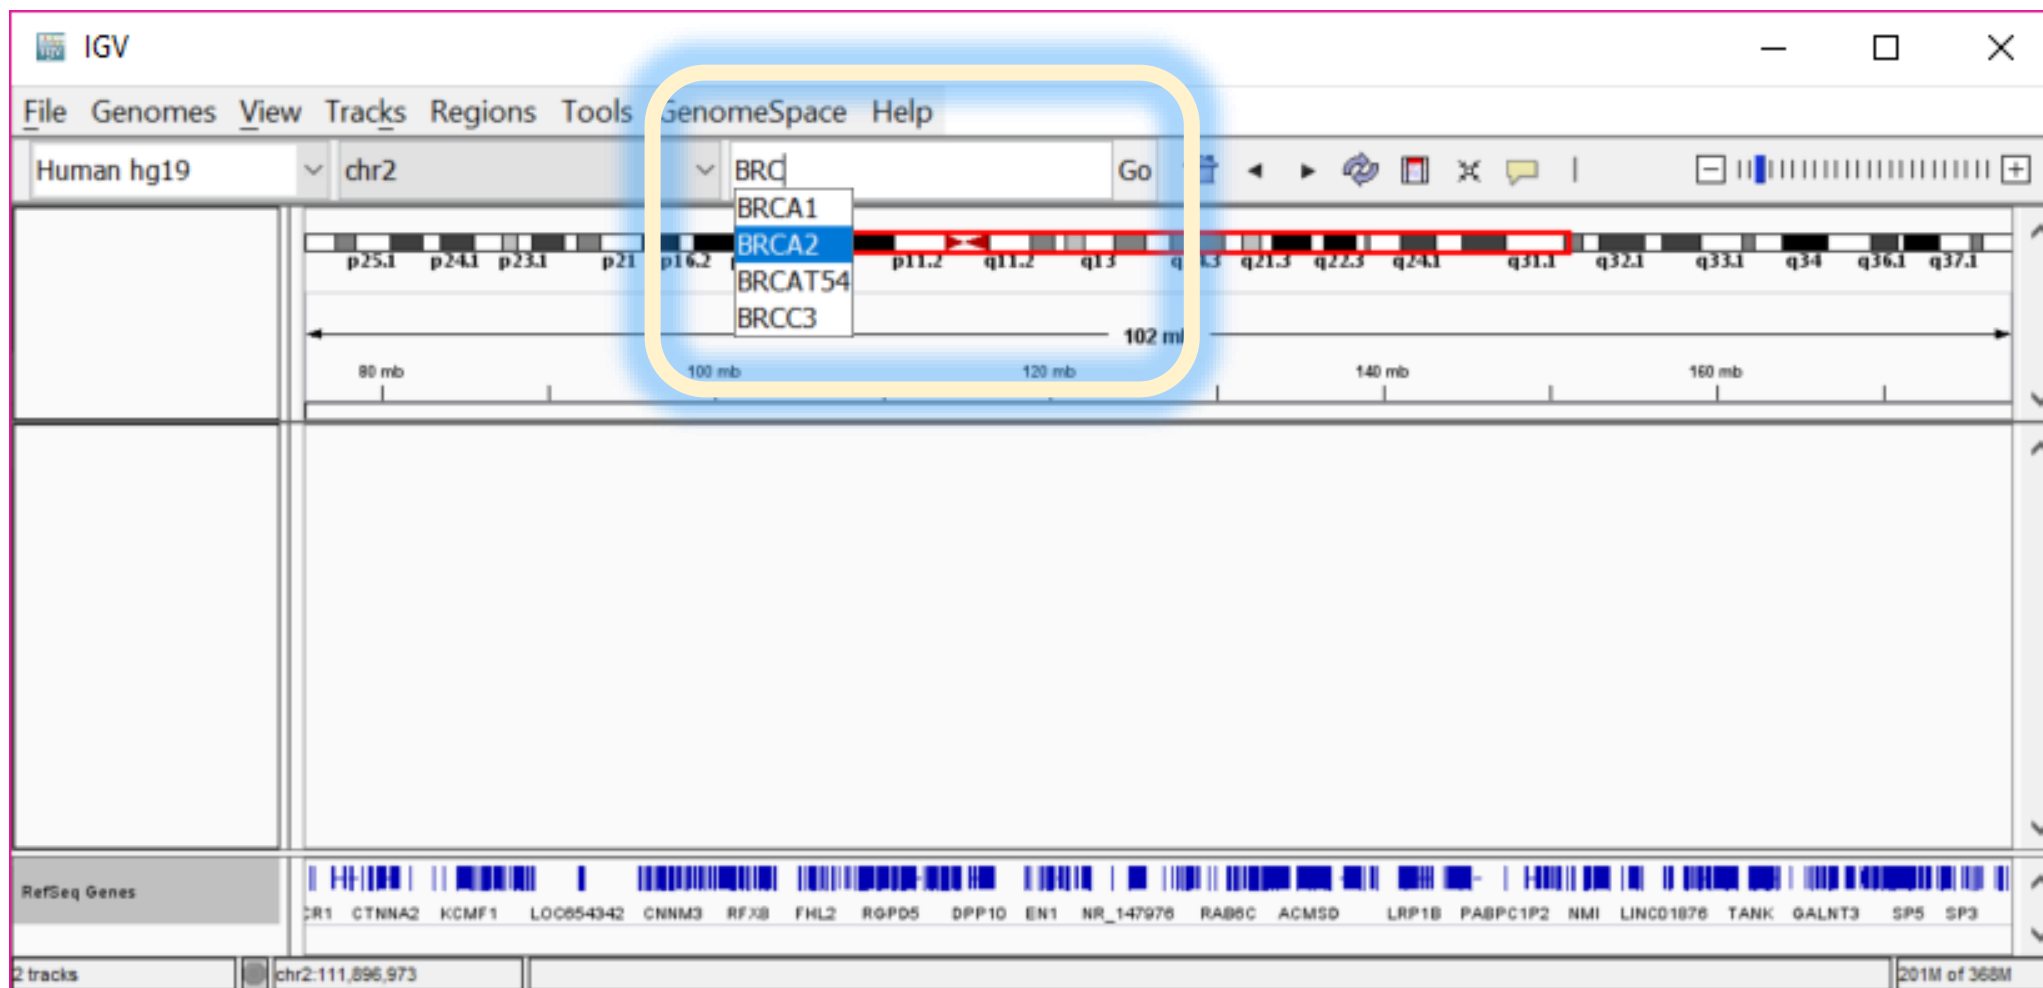 IGV
File Genomes View Tracks Regions Tools GenomeSpace Help
Human hg19 chr2 BRC Go
BRCA1
BRCA2
BRCAT54
BRCC3
p25.1 p24.1 p23.1 p21 p16.2 p11.2 q11.2 q13 q21.3 q22.3 q24.1 q31.1 q32.1 q33.1 q34 q36.1 q37.1
102 mb
80 mb 100 mb 120 mb 140 mb 160 mb
RefSeq Genes
CR1 CTNNA2 KCMF1 LOC654342 CNNM3 RFX8 FHL2 RGPD5 DPP10 EN1 NR_147976 RAB6C ACMSD LRP1B PABPC1P2 NMI LINC01876 TANK GALNT3 SP5 SP3
2 tracks chr2:111,896,973 201M of 368M